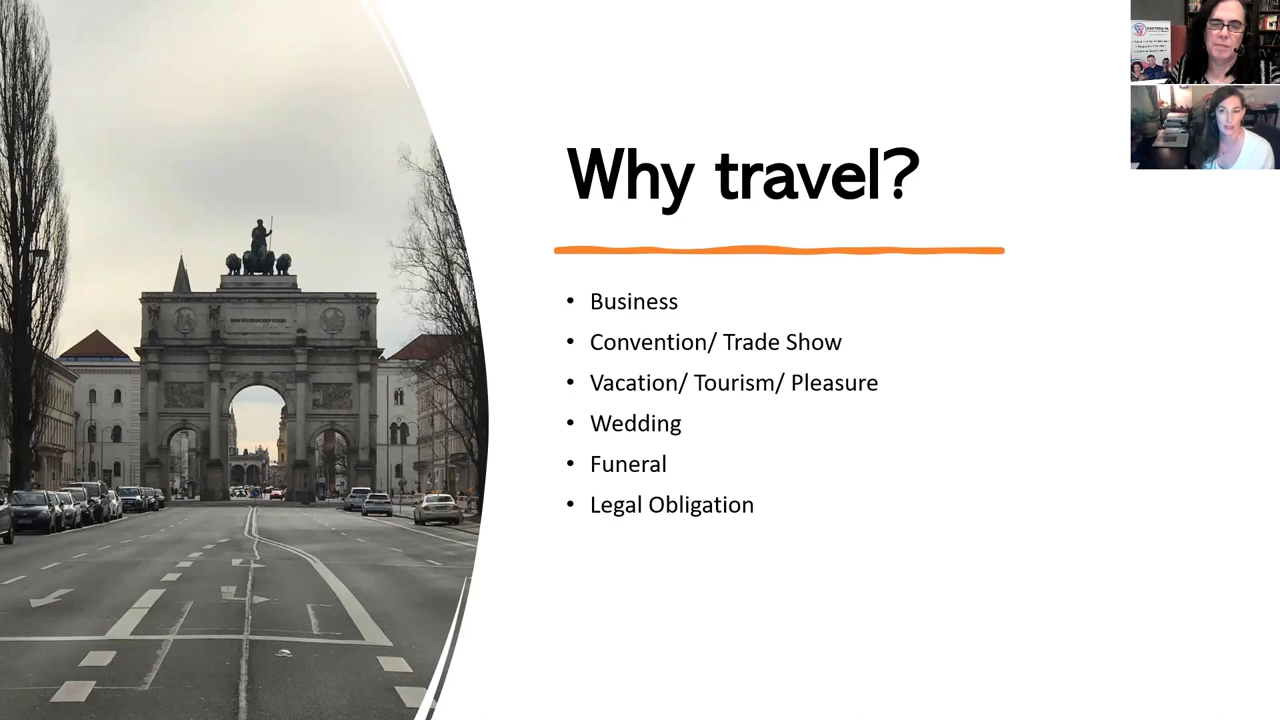 Why travel?
• Business
• Convention/ Trade Show
• Vacation/ Tourism/ Pleasure
• Wedding
• Funeral
• Legal Obligation